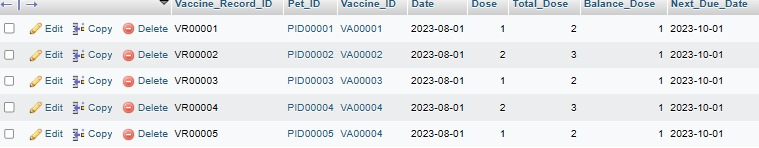 Vaccine_Record_ID Pet_ID Vaccine_ID Date Dose Total_Dose Balance_Dose Next_Due_Date
Edit Copy Delete VR00001 PID00001 VA00001 2023-08-01 1 2 1 2023-10-01
Edit Copy Delete VR00002 PID00002 VA00002 2023-08-01 2 3 1 2023-10-01
Edit Copy Delete VR00003 PID00003 VA00003 2023-08-01 1 2 1 2023-10-01
Edit Copy Delete VR00004 PID00004 VA00004 2023-08-01 2 3 1 2023-10-01
Edit Copy Delete VR00005 PID00005 VA00004 2023-08-01 1 2 1 2023-10-01